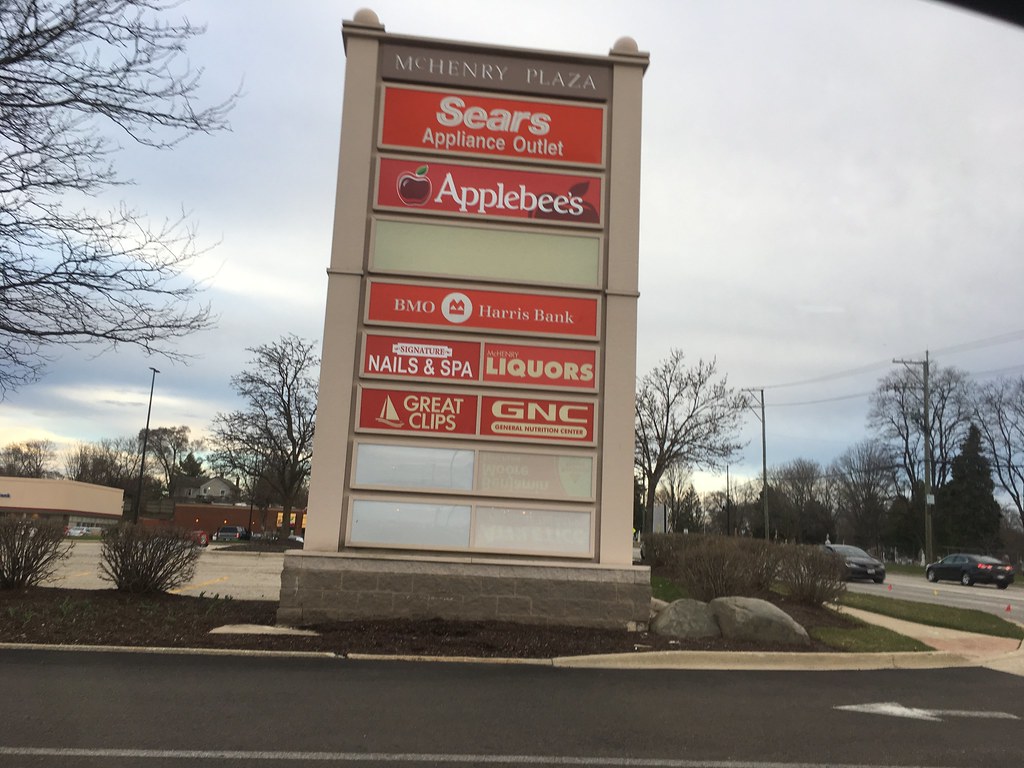 McHENRY PLAZA
Sears
Appliance Outlet
Applebee's
BMO Harris Bank
SIGNATURE
NAILS & SPA
McHENRY
LIQUORS
GREAT
CLIPS
GNC
GENERAL NUTRITION CENTER